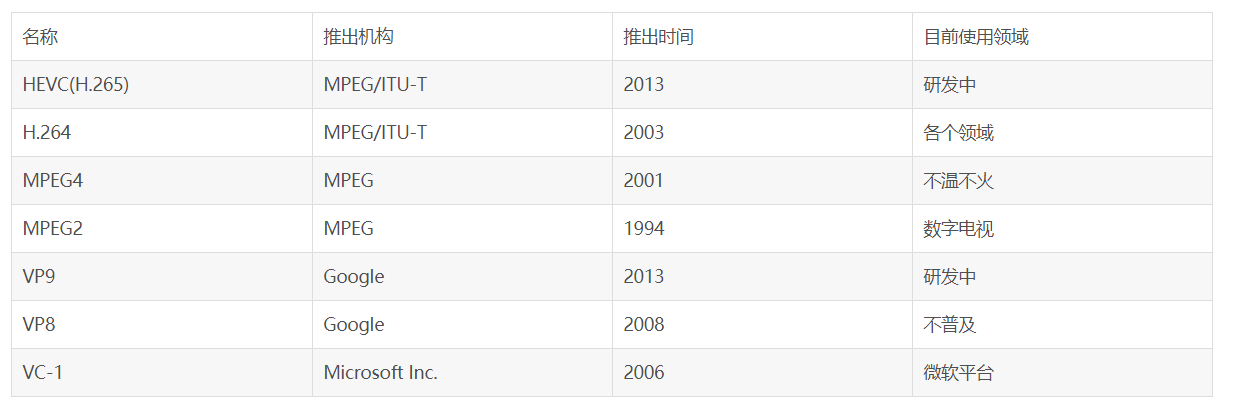 名称 推出机构 推出时间 目前使用领域
HEVC(H.265) MPEG/ITU-T 2013 研发中
H.264 MPEG/ITU-T 2003 各个领域
MPEG4 MPEG 2001 不温不火
MPEG2 MPEG 1994 数字电视
VP9 Google 2013 研发中
VP8 Google 2008 不普及
VC-1 Microsoft Inc. 2006 微软平台